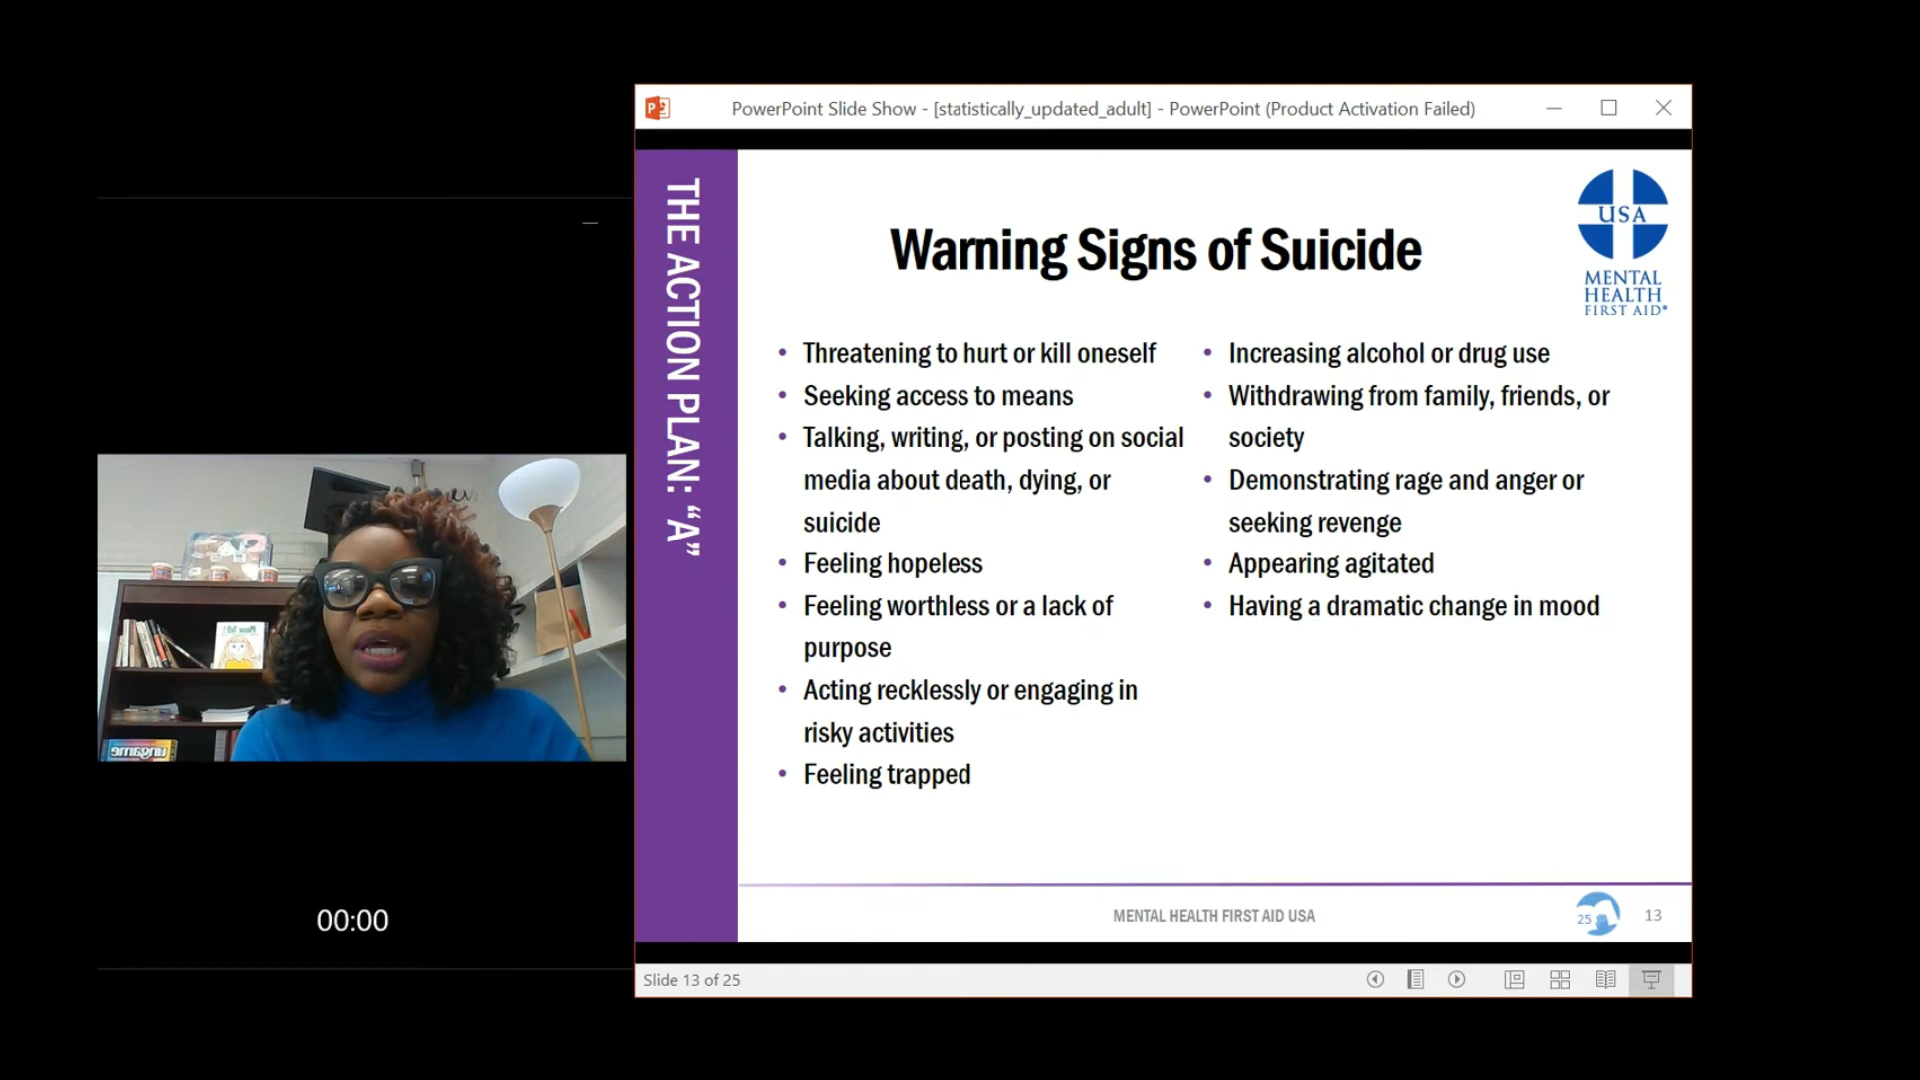 PowerPoint Slide Show - [statistically_updated_adult] - PowerPoint (Product Activation Failed)
THE ACTION PLAN: “A”
Warning Signs of Suicide
USA
MENTAL
HEALTH
FIRST AID®
• Threatening to hurt or kill oneself
• Seeking access to means
• Talking, writing, or posting on social
media about death, dying, or
suicide
• Feeling hopeless
• Feeling worthless or a lack of
purpose
• Acting recklessly or engaging in
risky activities
• Feeling trapped
• Increasing alcohol or drug use
• Withdrawing from family, friends, or
society
• Demonstrating rage and anger or
seeking revenge
• Appearing agitated
• Having a dramatic change in mood
ungame
00:00
MENTAL HEALTH FIRST AID USA
25
13
Slide 13 of 25